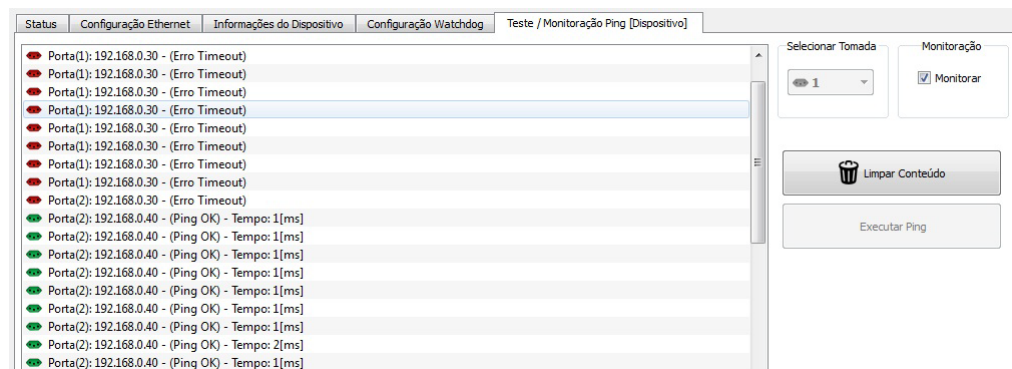 Status Configuração Ethernet Informações do Dispositivo Configuração Watchdog Teste / Monitoração Ping [Dispositivo]
Porta(1): 192.168.0.30 - (Erro Timeout)
Porta(1): 192.168.0.30 - (Erro Timeout)
Porta(1): 192.168.0.30 - (Erro Timeout)
Porta(1): 192.168.0.30 - (Erro Timeout)
Porta(1): 192.168.0.30 - (Erro Timeout)
Porta(1): 192.168.0.30 - (Erro Timeout)
Porta(1): 192.168.0.30 - (Erro Timeout)
Porta(1): 192.168.0.30 - (Erro Timeout)
Porta(2): 192.168.0.30 - (Erro Timeout)
Porta(2): 192.168.0.40 - (Ping OK) - Tempo: 1[ms]
Porta(2): 192.168.0.40 - (Ping OK) - Tempo: 1[ms]
Porta(2): 192.168.0.40 - (Ping OK) - Tempo: 1[ms]
Porta(2): 192.168.0.40 - (Ping OK) - Tempo: 1[ms]
Porta(2): 192.168.0.40 - (Ping OK) - Tempo: 1[ms]
Porta(2): 192.168.0.40 - (Ping OK) - Tempo: 1[ms]
Porta(2): 192.168.0.40 - (Ping OK) - Tempo: 1[ms]
Porta(2): 192.168.0.40 - (Ping OK) - Tempo: 2[ms]
Porta(2): 192.168.0.40 - (Ping OK) - Tempo: 1[ms]
Selecionar Tomada
1
Monitoração
Monitorar
Limpar Conteúdo
Executar Ping